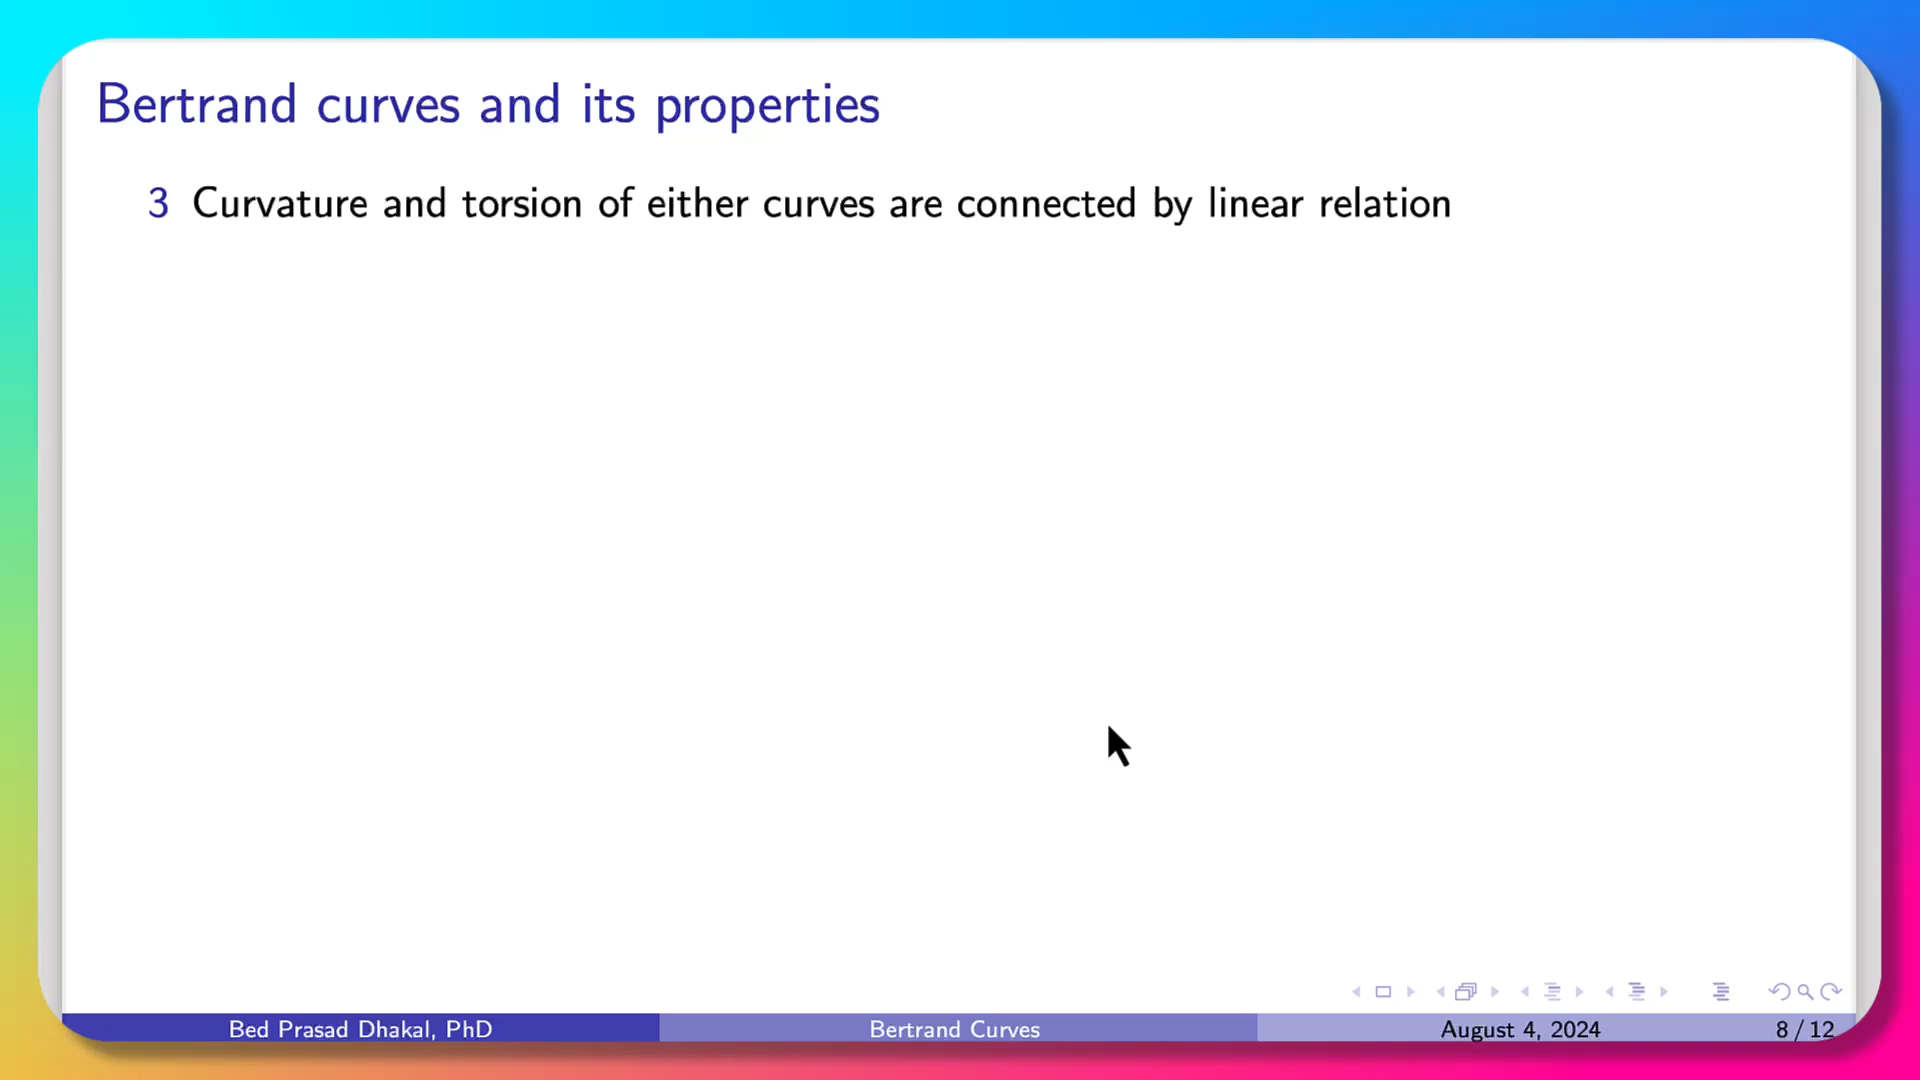 Bertrand curves and its properties
3 Curvature and torsion of either curves are connected by linear relation
Bed Prasad Dhakal, PhD
Bertrand Curves
August 4, 2024
8 / 12